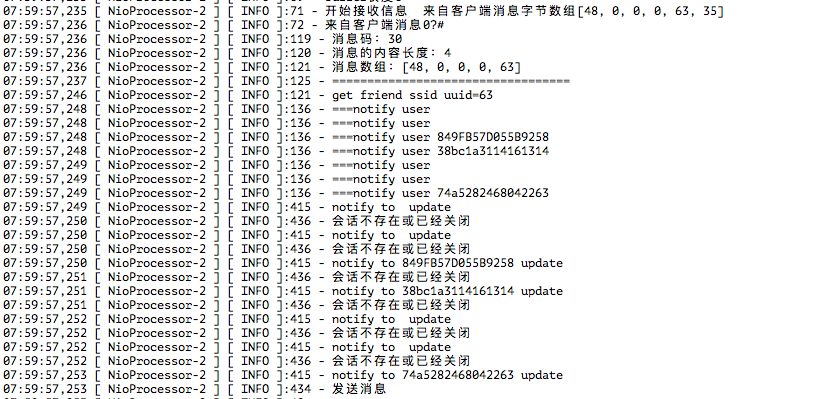 07:59:57,235 [ NioProcessor-2 ] [ INFO ]:71 - 开始接收信息  来自客户端消息字节数组[48, 0, 0, 0, 63, 35]
07:59:57,236 [ NioProcessor-2 ] [ INFO ]:72 - 来自客户端消息0?#
07:59:57,236 [ NioProcessor-2 ] [ INFO ]:119 - 消息码: 30
07:59:57,236 [ NioProcessor-2 ] [ INFO ]:120 - 消息的内容长度: 4
07:59:57,236 [ NioProcessor-2 ] [ INFO ]:121 - 消息数组: [48, 0, 0, 0, 63]
07:59:57,237 [ NioProcessor-2 ] [ INFO ]:125 - ==================================
07:59:57,246 [ NioProcessor-2 ] [ INFO ]:121 - get friend ssid uuid=63
07:59:57,248 [ NioProcessor-2 ] [ INFO ]:136 - ===notify user
07:59:57,248 [ NioProcessor-2 ] [ INFO ]:136 - ===notify user
07:59:57,248 [ NioProcessor-2 ] [ INFO ]:136 - ===notify user 849FB57D055B9258
07:59:57,248 [ NioProcessor-2 ] [ INFO ]:136 - ===notify user 38bc1a3114161314
07:59:57,249 [ NioProcessor-2 ] [ INFO ]:136 - ===notify user
07:59:57,249 [ NioProcessor-2 ] [ INFO ]:136 - ===notify user
07:59:57,249 [ NioProcessor-2 ] [ INFO ]:136 - ===notify user 74a5282468042263
07:59:57,249 [ NioProcessor-2 ] [ INFO ]:415 - notify to  update
07:59:57,250 [ NioProcessor-2 ] [ INFO ]:436 - 会话不存在或已经关闭
07:59:57,250 [ NioProcessor-2 ] [ INFO ]:415 - notify to  update
07:59:57,250 [ NioProcessor-2 ] [ INFO ]:436 - 会话不存在或已经关闭
07:59:57,250 [ NioProcessor-2 ] [ INFO ]:415 - notify to 849FB57D055B9258 update
07:59:57,251 [ NioProcessor-2 ] [ INFO ]:436 - 会话不存在或已经关闭
07:59:57,251 [ NioProcessor-2 ] [ INFO ]:415 - notify to 38bc1a3114161314 update
07:59:57,251 [ NioProcessor-2 ] [ INFO ]:436 - 会话不存在或已经关闭
07:59:57,252 [ NioProcessor-2 ] [ INFO ]:415 - notify to  update
07:59:57,252 [ NioProcessor-2 ] [ INFO ]:436 - 会话不存在或已经关闭
07:59:57,252 [ NioProcessor-2 ] [ INFO ]:415 - notify to  update
07:59:57,252 [ NioProcessor-2 ] [ INFO ]:436 - 会话不存在或已经关闭
07:59:57,253 [ NioProcessor-2 ] [ INFO ]:415 - notify to 74a5282468042263 update
07:59:57,253 [ NioProcessor-2 ] [ INFO ]:434 - 发送消息